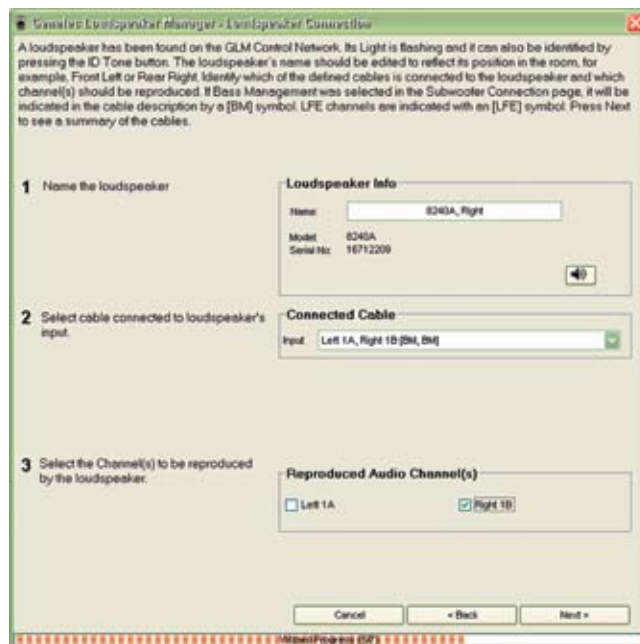 Genelec Loudspeaker Manager - Loudspeaker Connection
A loudspeaker has been found on the GLM Control Network. Its Light is flashing and it can also be identified by
pressing the ID Tone button. The loudspeaker's name should be edited to reflect its position in the room, for
example, Front Left or Rear Right. Identify which of the defined cables is connected to the loudspeaker and which
channel(s) should be reproduced. If Bass Management was selected in the Subwoofer Connection page, it will be
indicated in the cable description by a [BM] symbol. LFE channels are indicated with an [LFE] symbol. Press Next
to see a summary of the cables.
1 Name the loudspeaker
Loudspeaker Info
Name: 8240A, Right
Model: 8240A
Serial No: 16712209
2 Select cable connected to loudspeaker's
input.
Connected Cable
Input Left 1A, Right 1B:[BM, BM]
3 Select the Channel(s) to be reproduced
by the loudspeaker.
Reproduced Audio Channel(s)
Left 1A Right 1B
Cancel < Back Next >
Wizard Progress